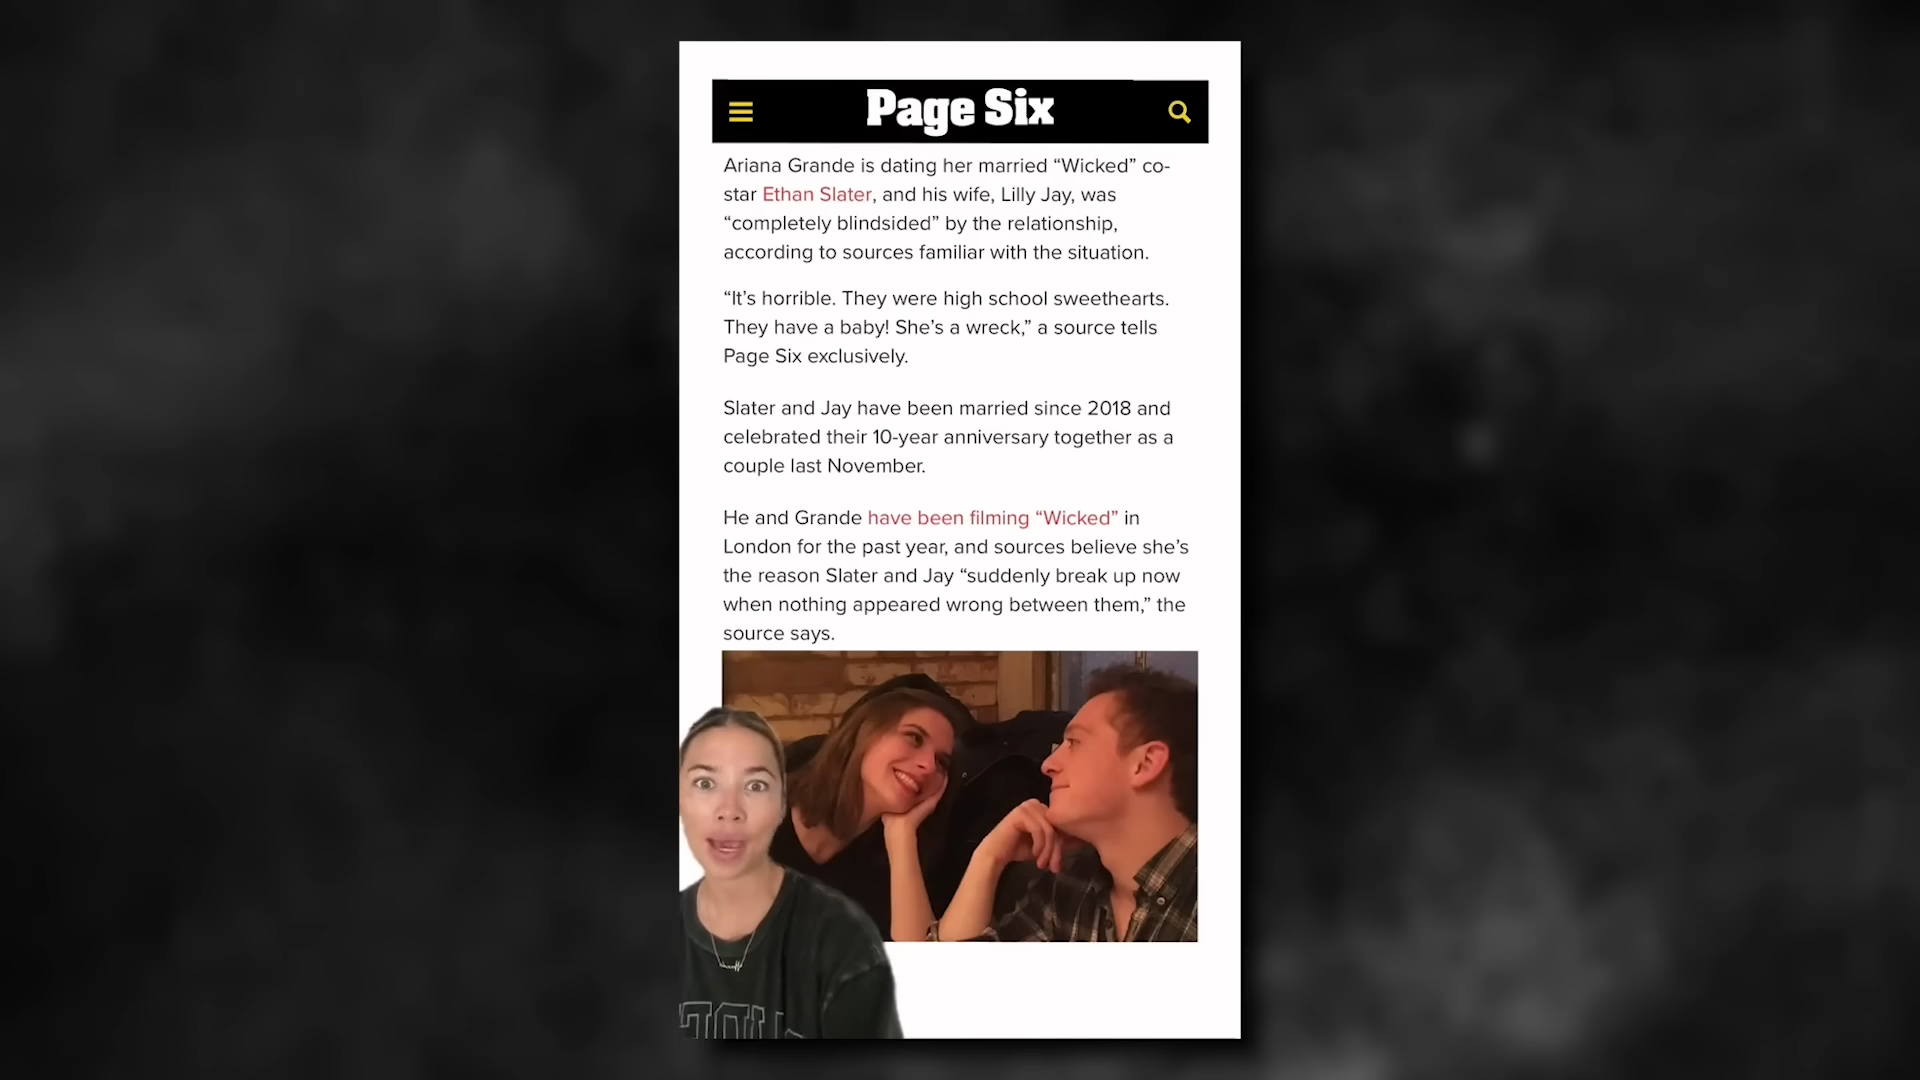 Page Six
Ariana Grande is dating her married “Wicked” co-
star Ethan Slater, and his wife, Lilly Jay, was
“completely blindsided” by the relationship,
according to sources familiar with the situation.
“It’s horrible. They were high school sweethearts.
They have a baby! She’s a wreck,” a source tells
Page Six exclusively.
Slater and Jay have been married since 2018 and
celebrated their 10-year anniversary together as a
couple last November.
He and Grande have been filming “Wicked” in
London for the past year, and sources believe she’s
the reason Slater and Jay “suddenly break up now
when nothing appeared wrong between them,” the
source says.